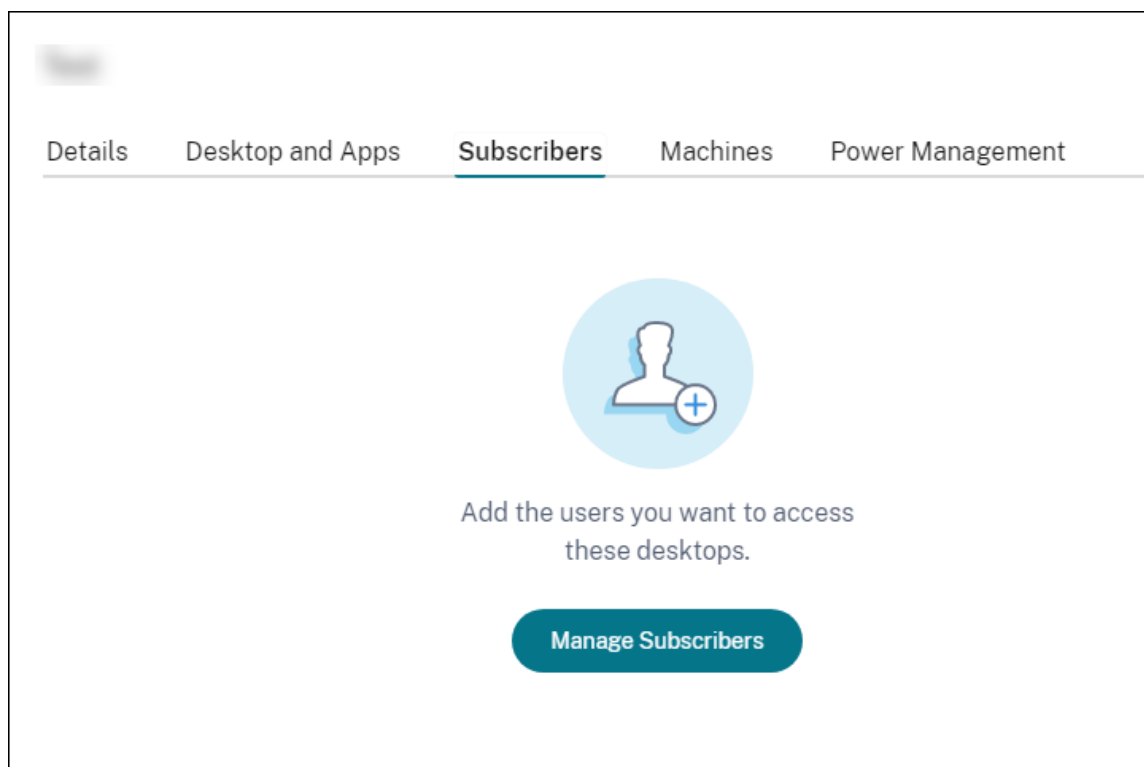 Details Desktop and Apps Subscribers Machines Power Management
Add the users you want to access
these desktops.
Manage Subscribers